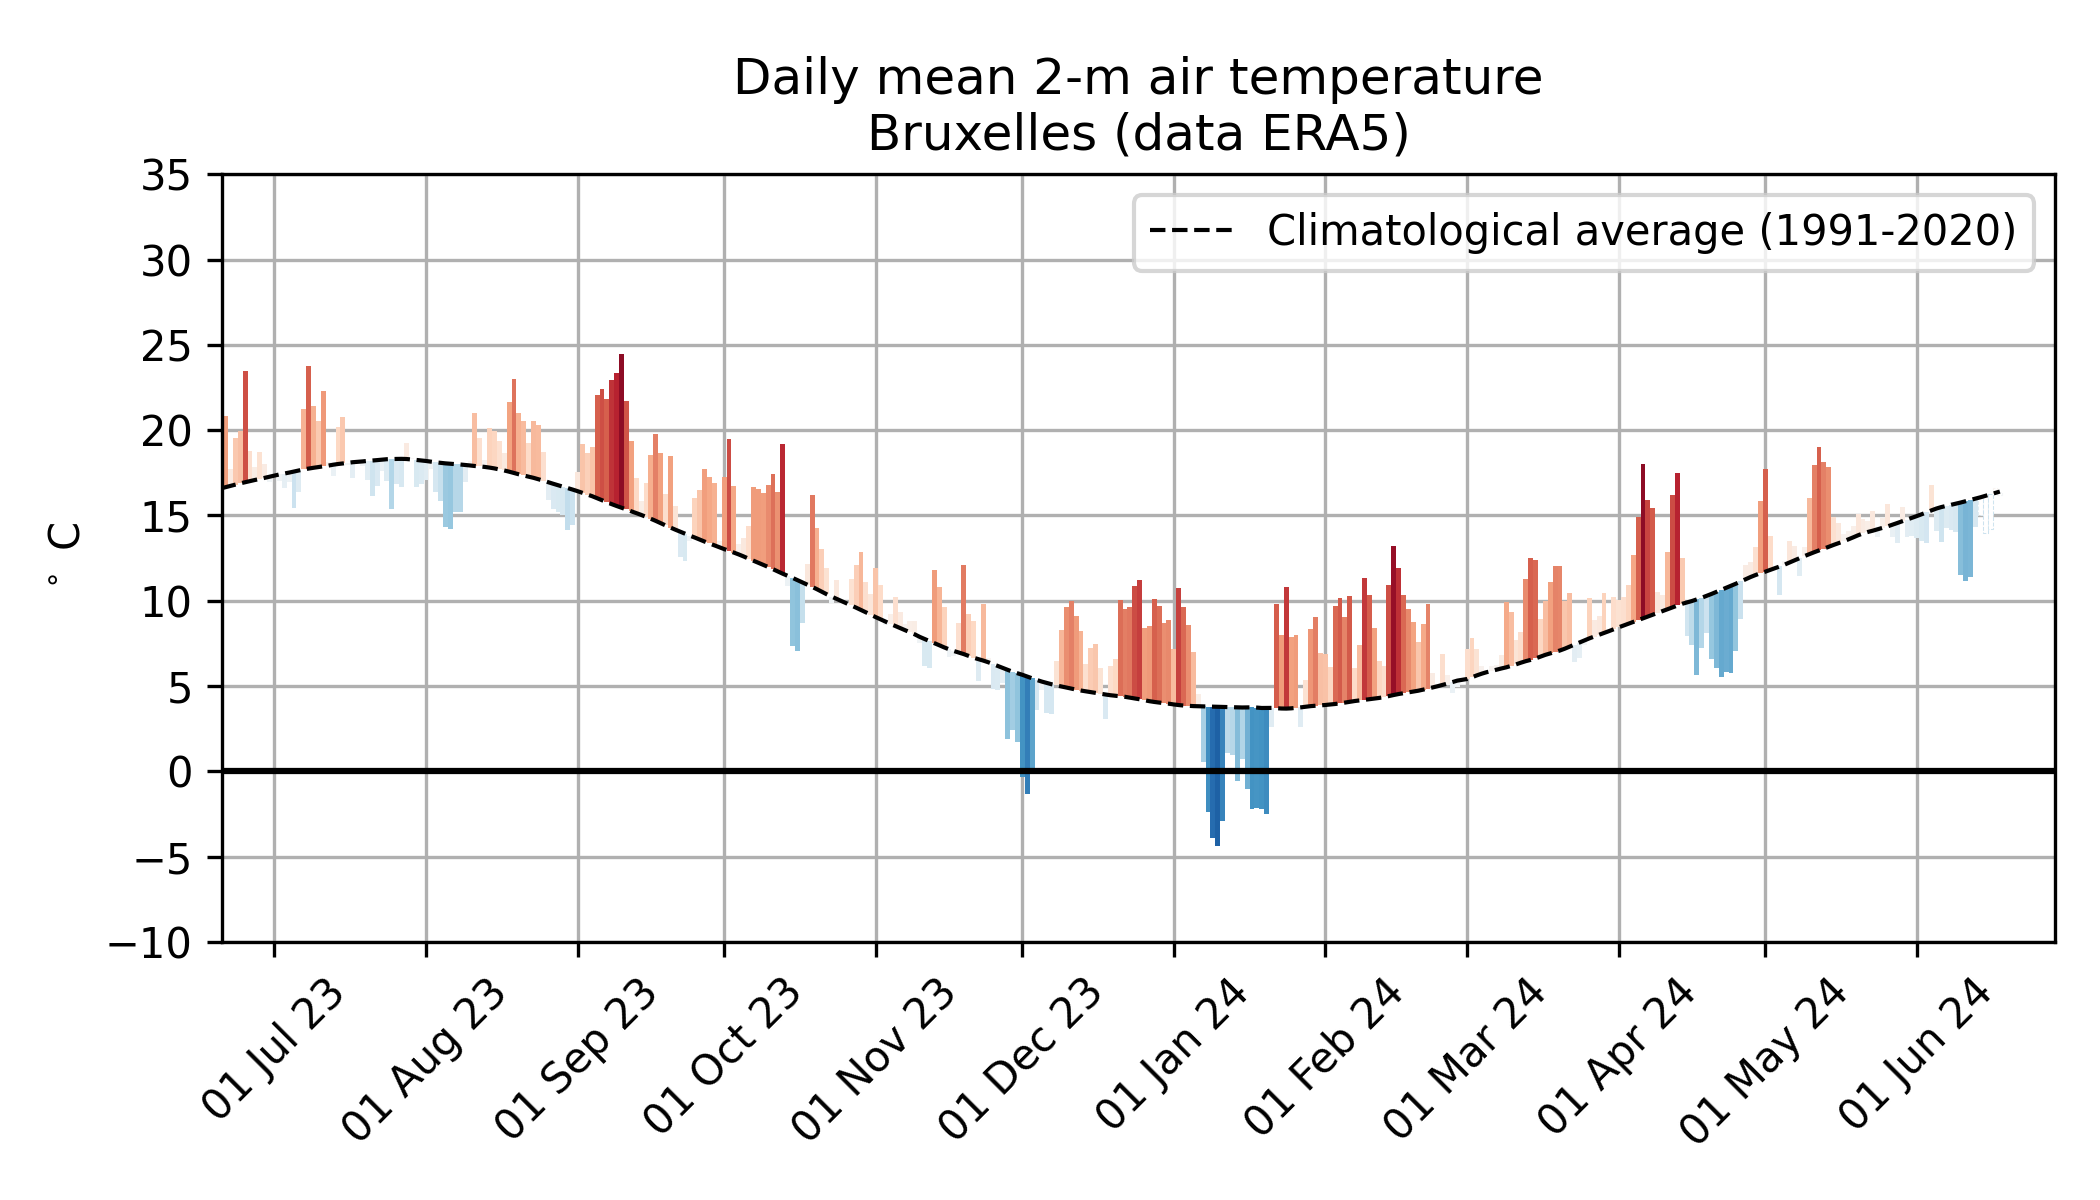 Daily mean 2-m air temperature
Bruxelles (data ERA5)
35
30
25
20
15
10
5
0
−5
−10
° C
Climatological average (1991-2020)
01 Jul 23
01 Aug 23
01 Sep 23
01 Oct 23
01 Nov 23
01 Dec 23
01 Jan 24
01 Feb 24
01 Mar 24
01 Apr 24
01 May 24
01 Jun 24